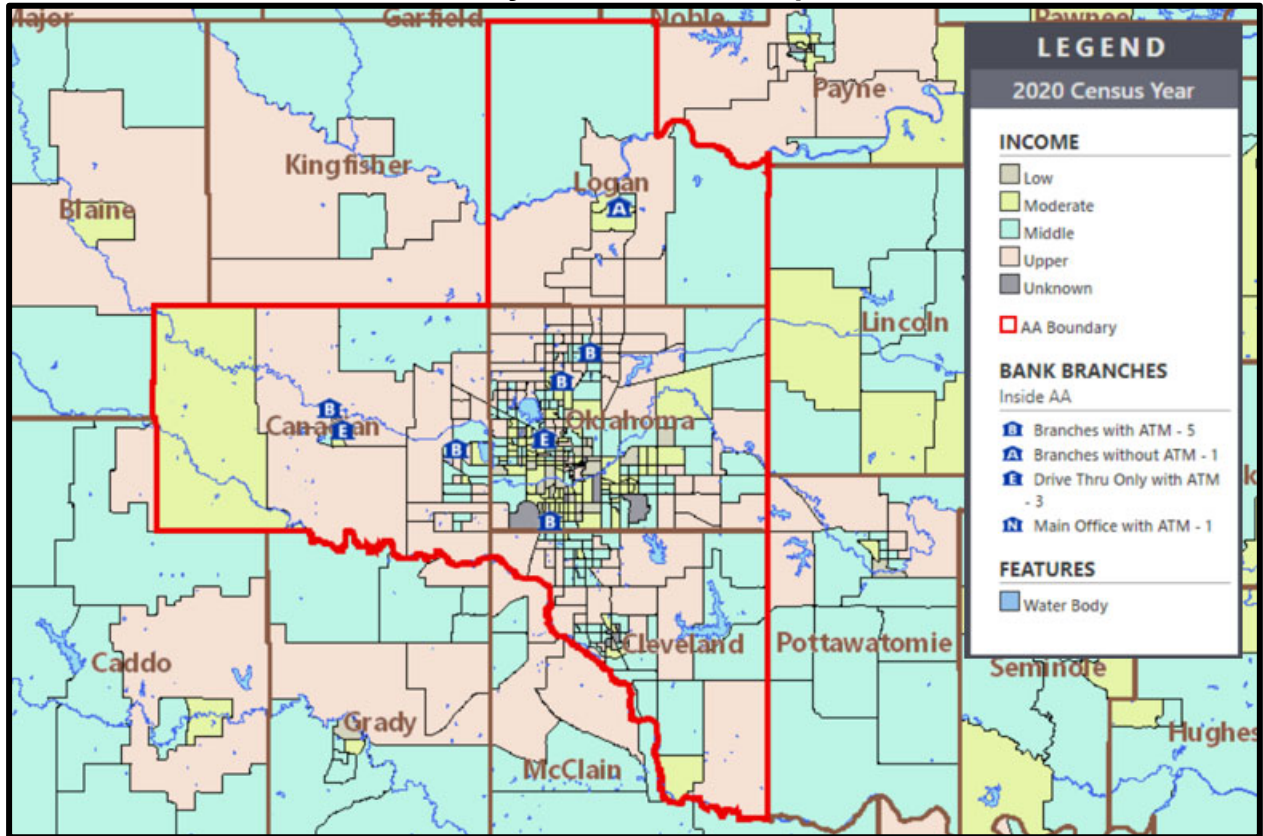 Major
Garfield
Noble
Pawnee
Payne
Kingfisher
Logan
A
Blaine
Lincoln
B
B
Oklahoma
B
Canadian
E
E
B
B
Cleveland
Pottawatomie
Caddo
Seminole
Grady
Hughes
McClain
LEGEND
2020 Census Year
INCOME
Low
Moderate
Middle
Upper
Unknown
AA Boundary
BANK BRANCHES
Inside AA
B Branches with ATM - 5
A Branches without ATM - 1
E Drive Thru Only with ATM
- 3
N Main Office with ATM - 1
FEATURES
Water Body